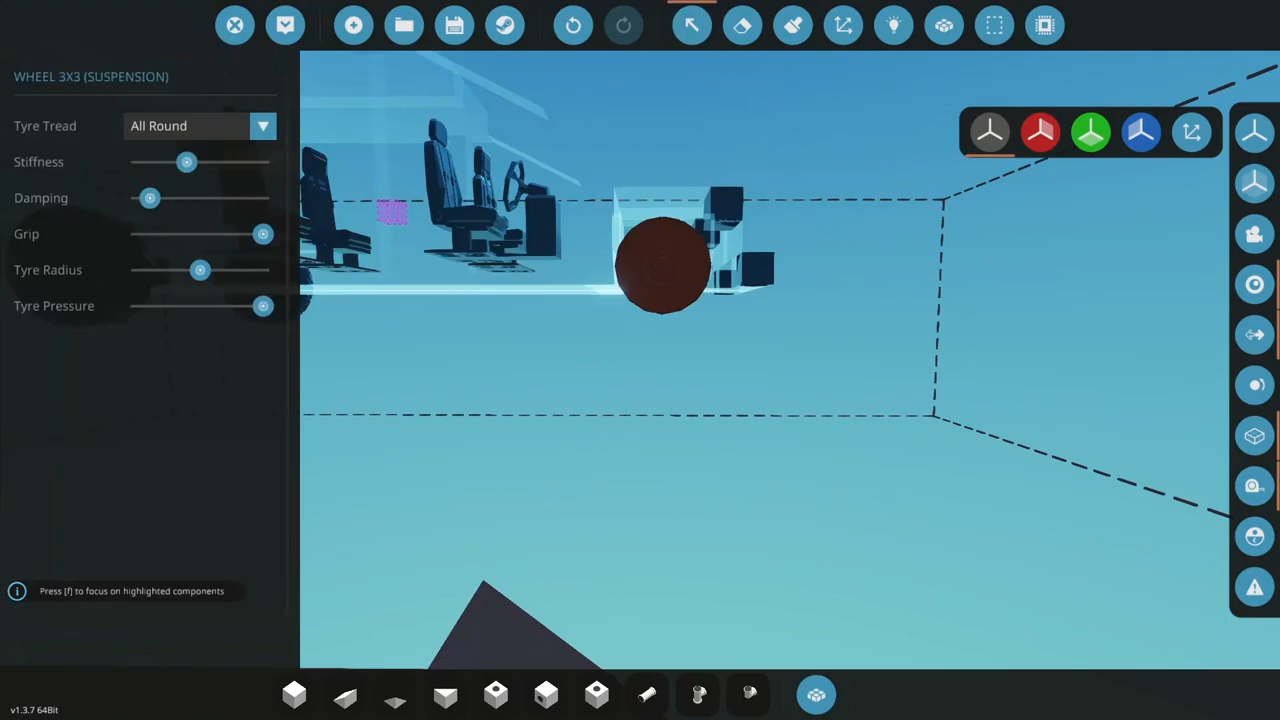 WHEEL 3X3 (SUSPENSION)
Tyre Tread
All Round
Stiffness
Damping
Grip
Tyre Radius
Tyre Pressure
Press [f] to focus on highlighted components
v1.3.7 64Bit